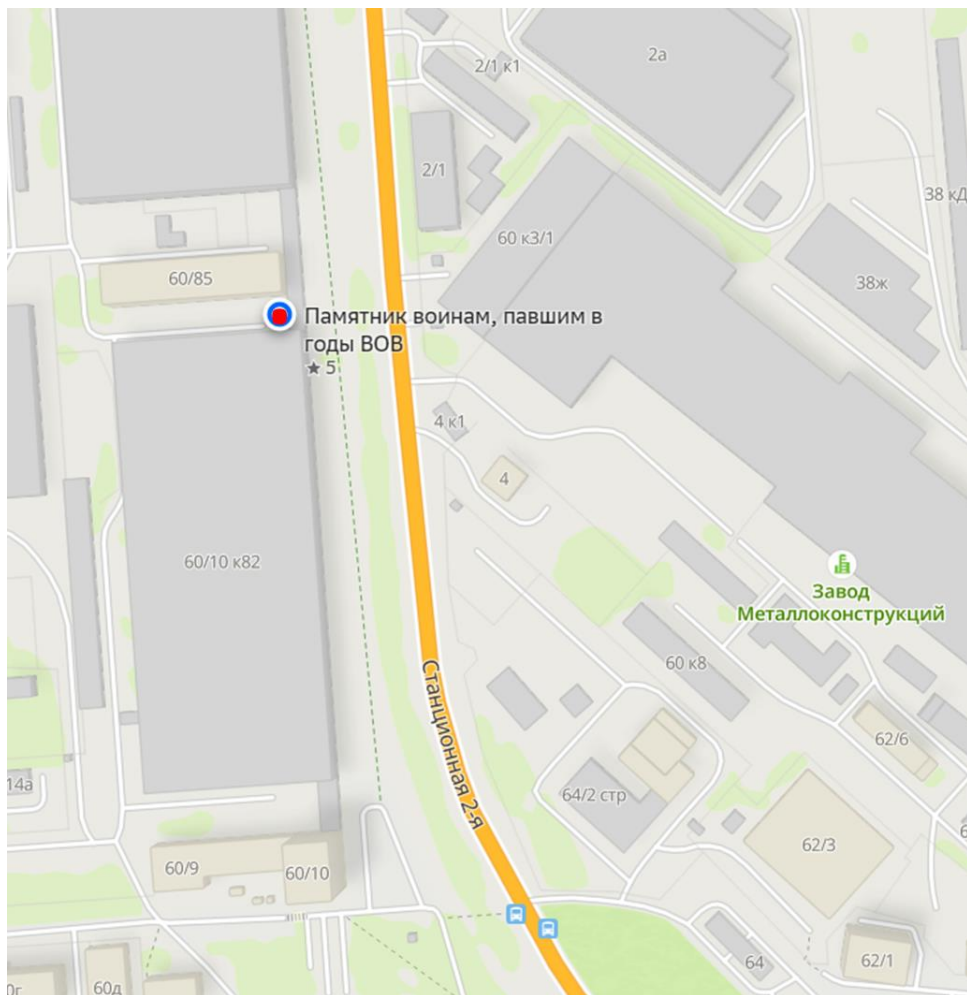 2а
2/1 к1
2/1
38 кД
60 к3/1
60/85
38ж
Памятник воинам, павшим в
годы ВОВ
★ 5
4 к1
4
60/10 к82
Завод
Металлоконструкций
60 к8
Станционная 2-я
62/6
14а
64/2 стр
62/3
60/9
60/10
64
62/1
60д